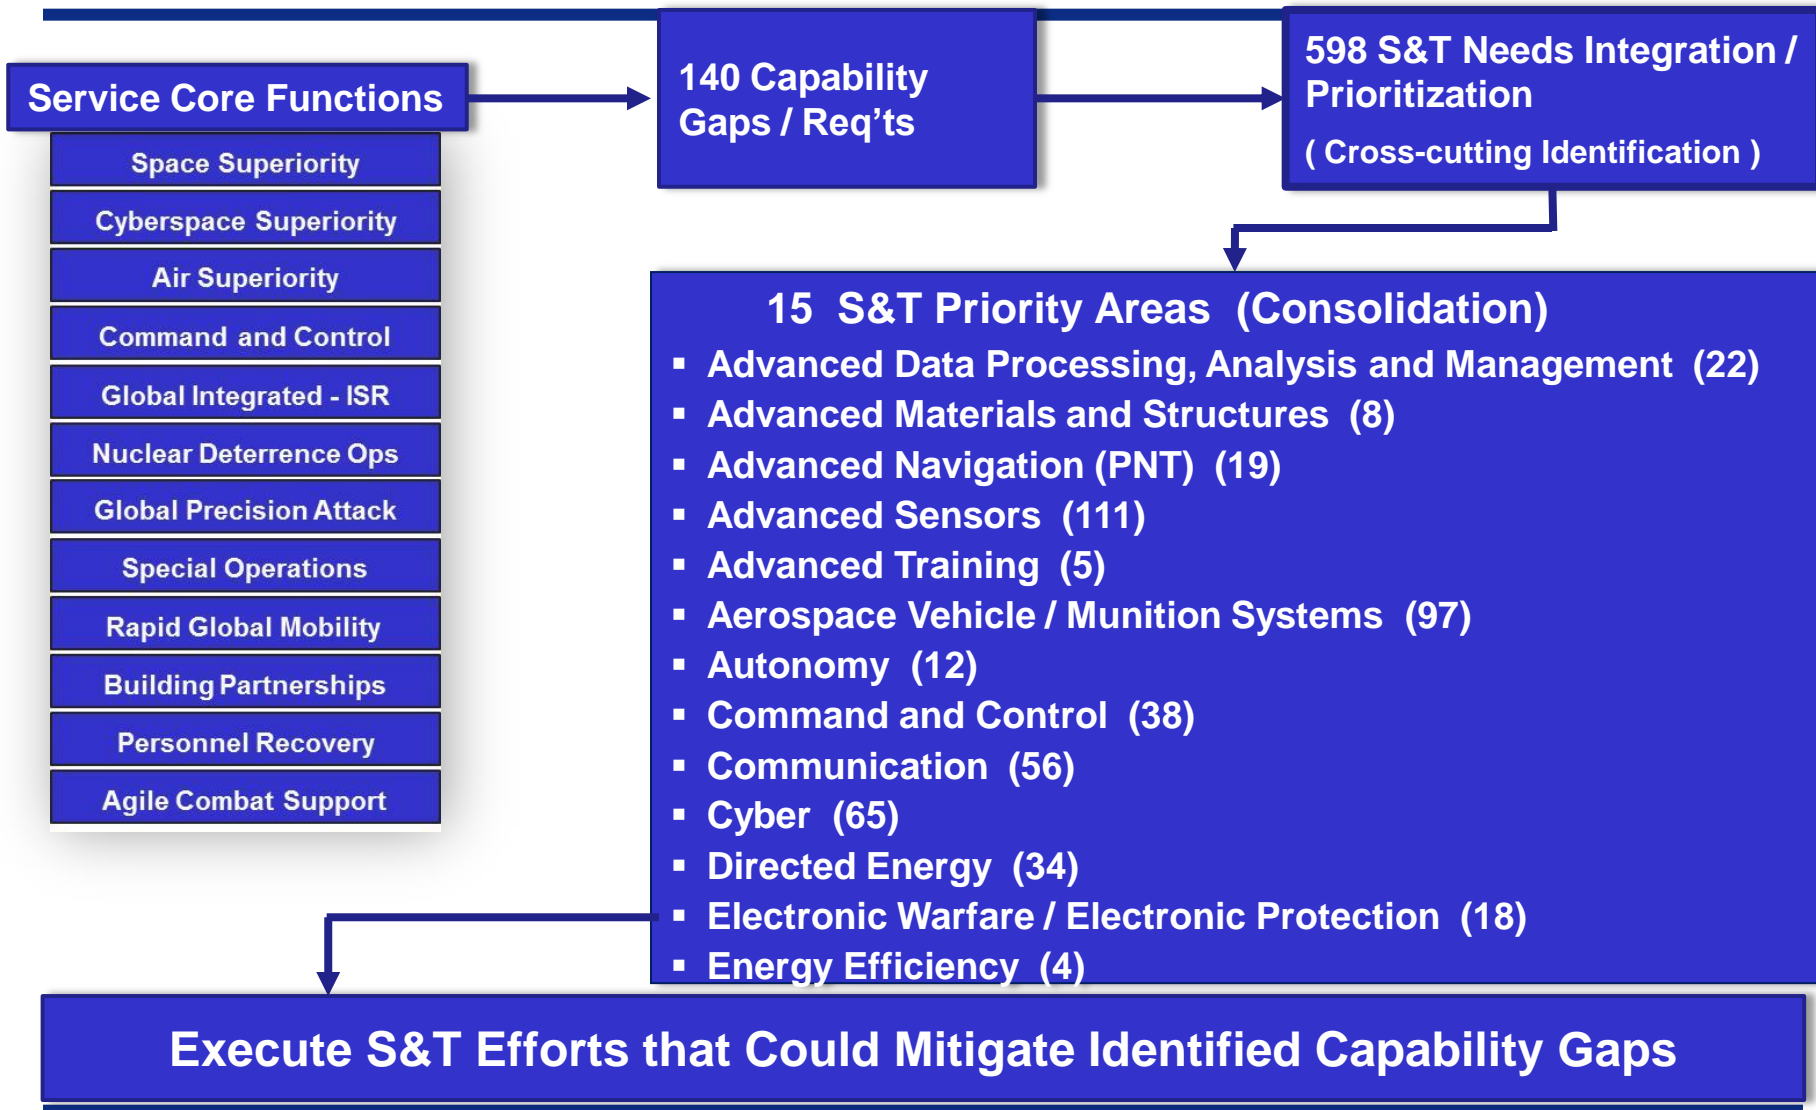 Service Core Functions
Space Superiority
Cyberspace Superiority
Air Superiority
Command and Control
Global Integrated - ISR
Nuclear Deterrence Ops
Global Precision Attack
Special Operations
Rapid Global Mobility
Building Partnerships
Personnel Recovery
Agile Combat Support
140 Capability
Gaps / Req’ts
598 S&T Needs Integration /
Prioritization
( Cross-cutting Identification )
15 S&T Priority Areas (Consolidation)
▪ Advanced Data Processing, Analysis and Management (22)
▪ Advanced Materials and Structures (8)
▪ Advanced Navigation (PNT) (19)
▪ Advanced Sensors (111)
▪ Advanced Training (5)
▪ Aerospace Vehicle / Munition Systems (97)
▪ Autonomy (12)
▪ Command and Control (38)
▪ Communication (56)
▪ Cyber (65)
▪ Directed Energy (34)
▪ Electronic Warfare / Electronic Protection (18)
▪ Energy Efficiency (4)
Execute S&T Efforts that Could Mitigate Identified Capability Gaps